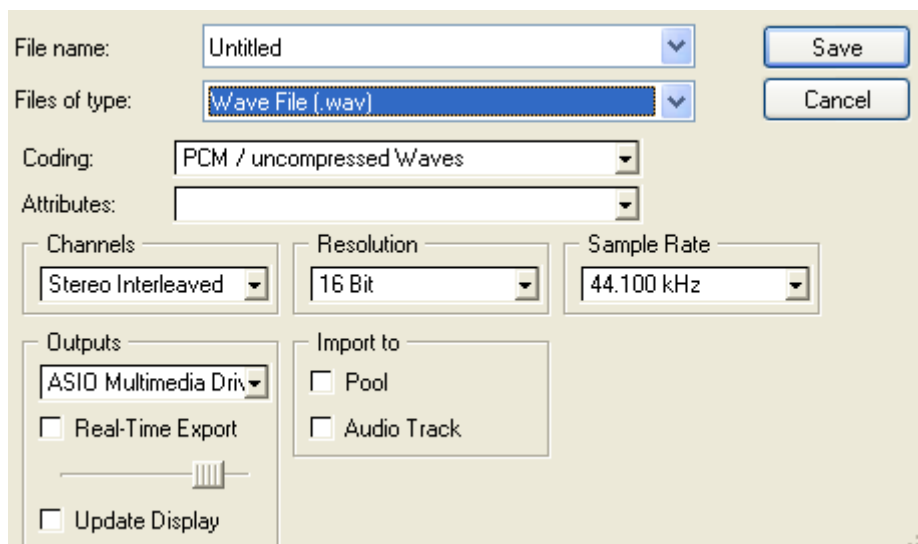 File name: Untitled Save
Files of type: Wave File (.wav) Cancel
Coding: PCM / uncompressed Waves
Attributes:
Channels Resolution Sample Rate
Stereo Interleaved 16 Bit 44.100 kHz
Outputs Import to
ASIO Multimedia Driv Pool
Real-Time Export Audio Track
Update Display